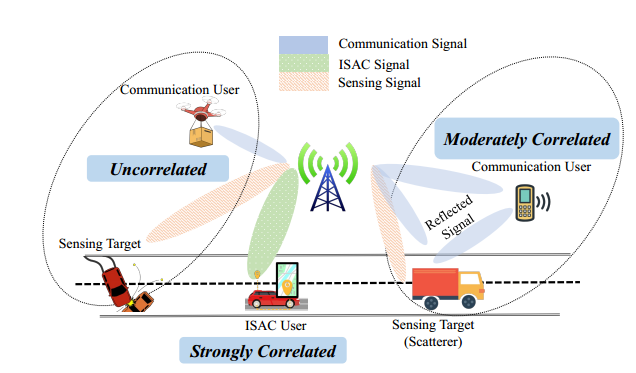 Communication Signal
ISAC Signal
Sensing Signal
Communication User
Uncorrelated
Moderately Correlated
Communication User
Reflected
Signal
Sensing Target
ISAC User
Sensing Target
(Scatterer)
Strongly Correlated